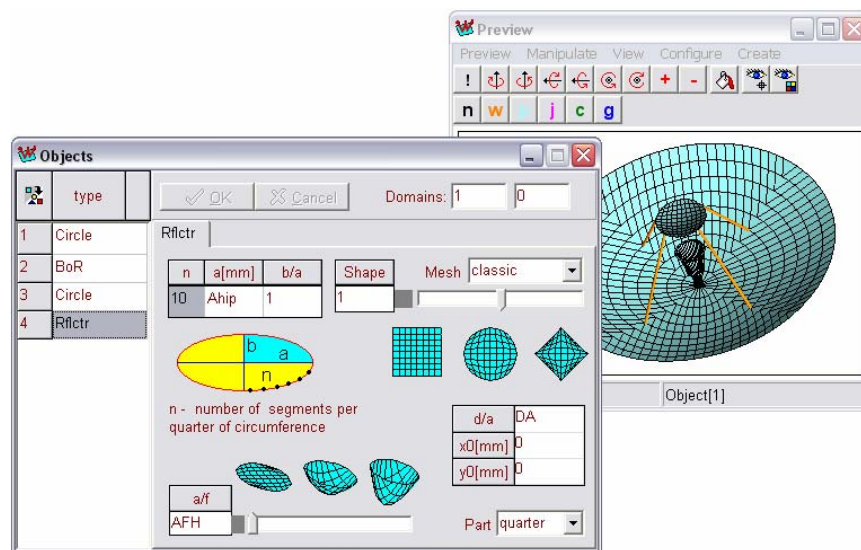 Preview
Preview Manipulate View Configure Create
!
+ -
n w j c g
Objects
type
OK Cancel Domains: 1 0
1 Circle
2 BoR
3 Circle
4 Rflctr
Rflctr
n a[mm] b/a
10 Ahip 1
Shape
1
Mesh classic
b
a
n
n - number of segments per
quarter of circumference
d/a DA
x0[mm] 0
y0[mm] 0
a/f
AFH
Part quarter
Object[1]